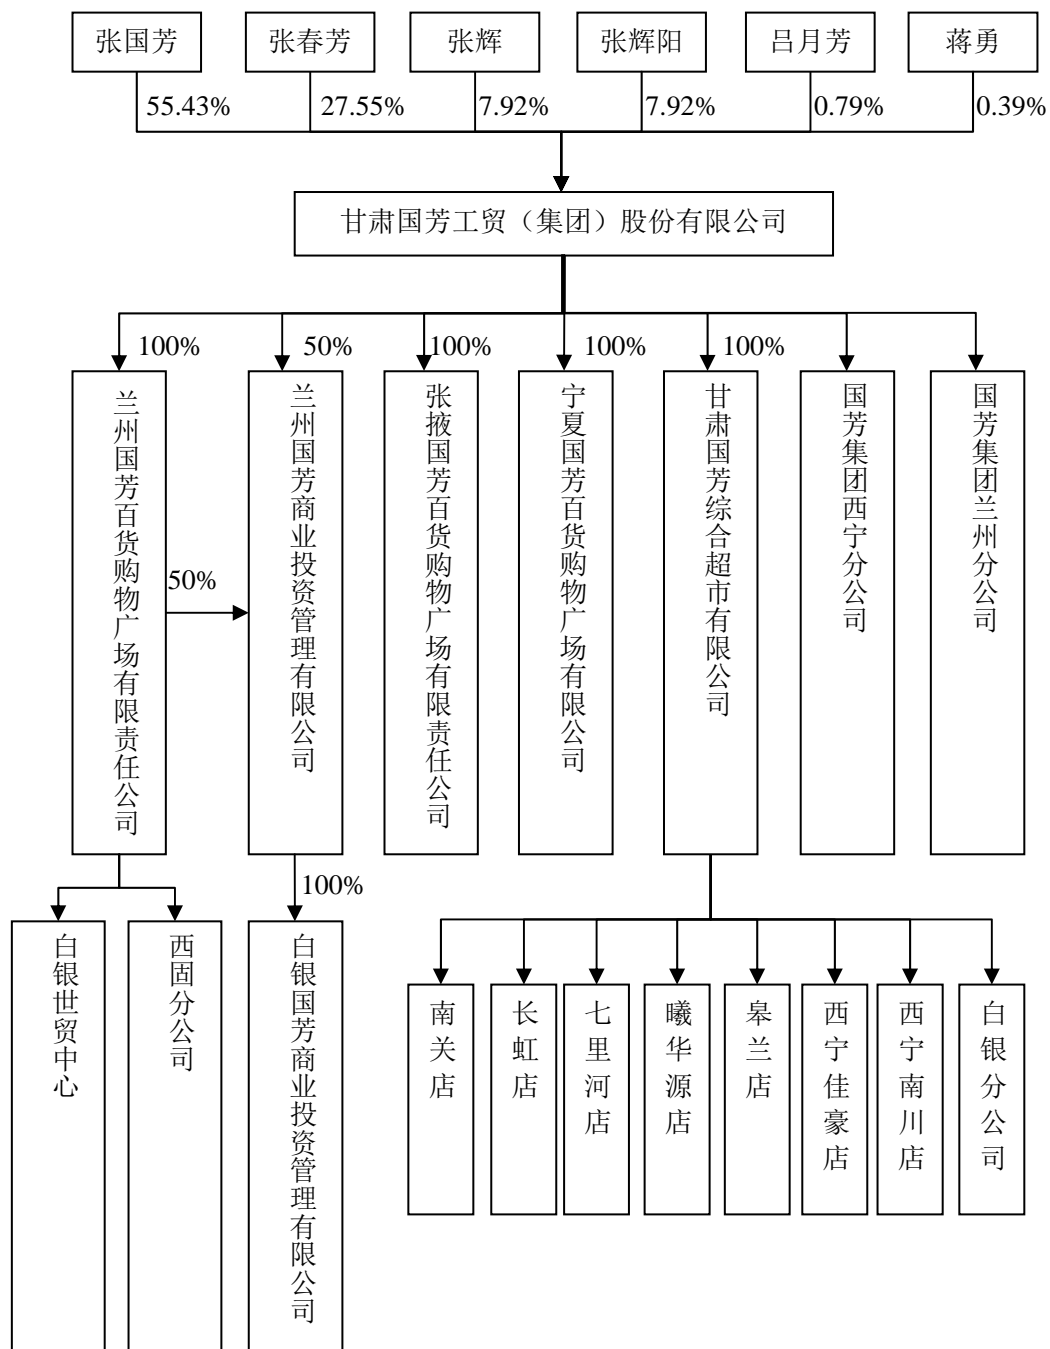 张国芳
张春芳
张辉
张辉阳
吕月芳
蒋勇
55.43%
27.55%
7.92%
7.92%
0.79%
0.39%
甘肃国芳工贸（集团）股份有限公司
100%
50%
100%
100%
100%
兰州国芳百货购物广场有限责任公司
50%
兰州国芳商业投资管理有限公司
张掖国芳百货购物广场有限责任公司
宁夏国芳百货购物广场有限公司
甘肃国芳综合超市有限公司
国芳集团西宁分公司
国芳集团兰州分公司
100%
白银世贸中心
西固分公司
白银国芳商业投资管理有限公司
南关店
长虹店
七里河店
曦华源店
皋兰店
西宁佳豪店
西宁南川店
白银分公司